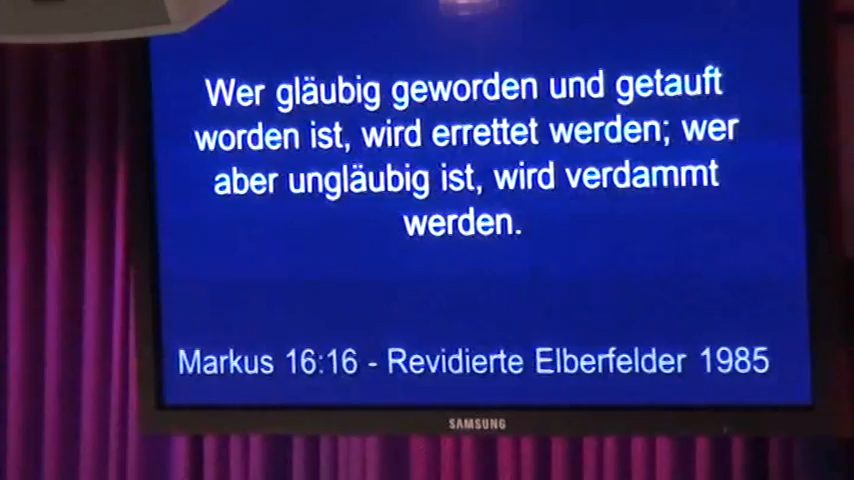 Wer gläubig geworden und getauft
worden ist, wird errettet werden; wer
aber ungläubig ist, wird verdammt
werden.
Markus 16:16 - Revidierte Elberfelder 1985
SAMSUNG